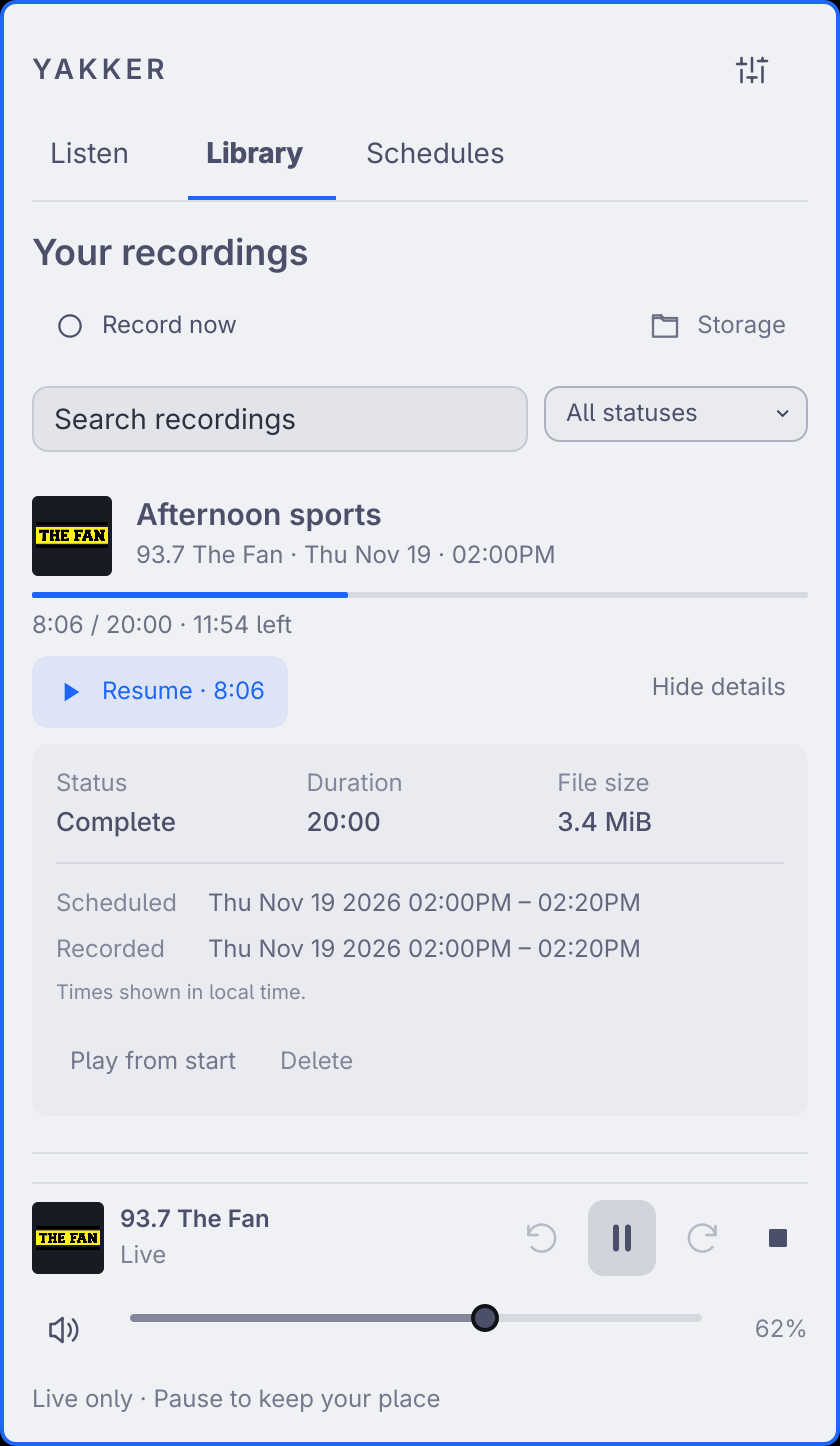 YAKKER
Listen Library Schedules
Your recordings
Record now Storage
Search recordings All statuses
THE FAN
Afternoon sports
93.7 The Fan · Thu Nov 19 · 02:00PM
8:06 / 20:00 · 11:54 left
Resume · 8:06 Hide details
Status Duration File size
Complete 20:00 3.4 MiB
Scheduled Thu Nov 19 2026 02:00PM – 02:20PM
Recorded Thu Nov 19 2026 02:00PM – 02:20PM
Times shown in local time.
Play from start Delete
THE FAN
93.7 The Fan
Live
62%
Live only · Pause to keep your place